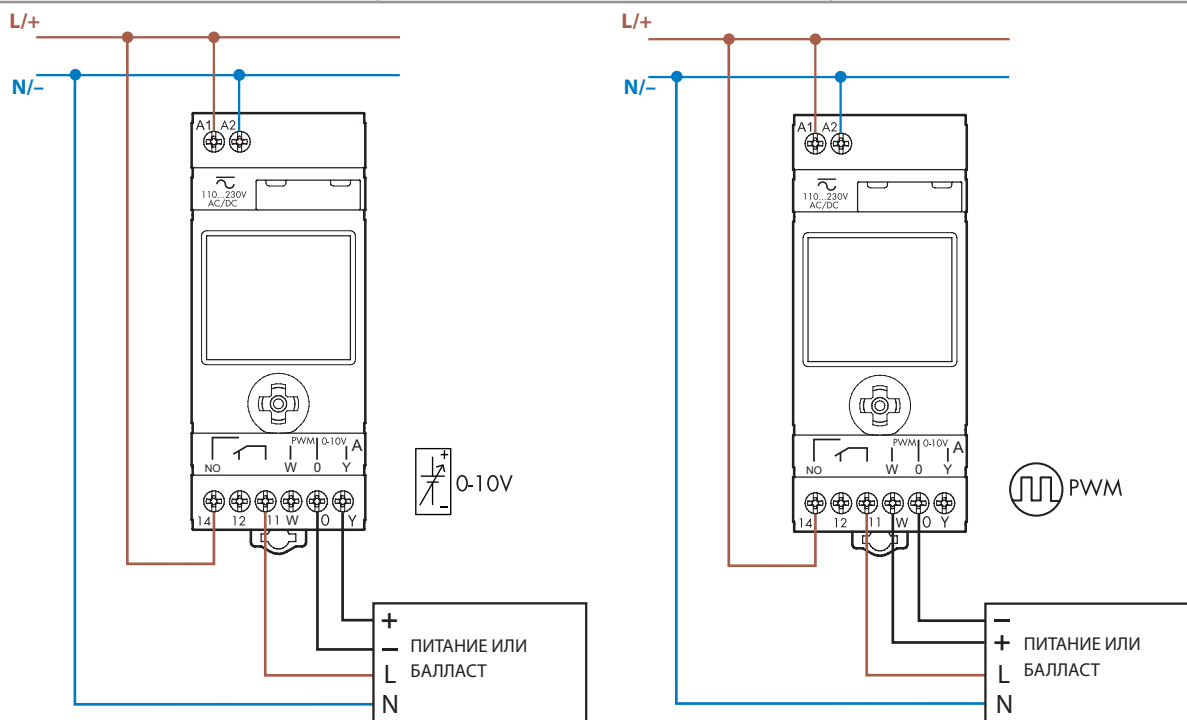 L/+
N/–
A1 A2
110...230V
AC/DC
PWM 0-10V A
NO W 0 Y
14 12 11 W 0 Y
0-10V
+
–
+
– ПИТАНИЕ ИЛИ
L БАЛЛАСТ
N
L/+
N/–
A1 A2
110...230V
AC/DC
PWM 0-10V A
NO W 0 Y
14 12 11 W 0 Y
PWM
–
+ ПИТАНИЕ ИЛИ
L БАЛЛАСТ
N